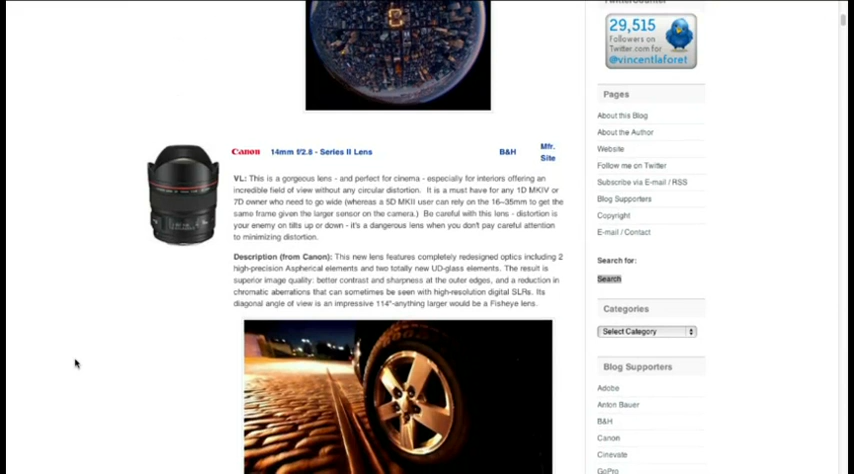 Canon 14mm f/2.8 - Series II Lens B&H Mfr. Site
VL: This is a gorgeous lens - and perfect for cinema - especially for interiors offering an
incredible field of view without any circular distortion. It is a must have for any 1D MKIV or
7D owner who need to go wide (whereas a 5D MKII user can rely on the 16-35mm to get the
same frame given the larger sensor on the camera.) Be careful with this lens - distortion is
your enemy on tilts up or down - it's a dangerous lens when you don't pay careful attention
to minimizing distortion.
Description (from Canon): This new lens features completely redesigned optics including 2
high-precision Aspherical elements and two totally new UD-glass elements. The result is
superior image quality: better contrast and sharpness at the outer edges, and a reduction in
chromatic aberrations that can sometimes be seen with high-resolution digital SLRs. Its
diagonal angle of view is an impressive 114°-anything larger would be a Fisheye lens.
29,515
Followers on
Twitter.com for
@vincentlaforet
Pages
About this Blog
About the Author
Website
Follow me on Twitter
Subscribe via E-mail / RSS
Blog Supporters
Copyright
E-mail / Contact
Search for:
Search
Categories
Select Category
Blog Supporters
Adobe
Anton Bauer
B&H
Canon
Cinevate
GoPro